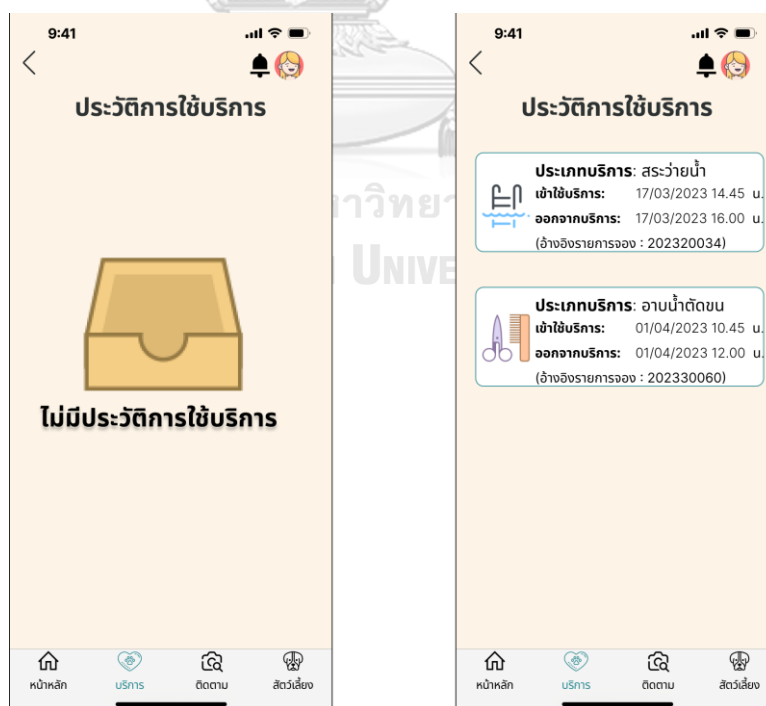 9:41
ประวัติการใช้บริการ
ไม่มีประวัติการใช้บริการ
หน้าหลัก บริการ ติดตาม สัตว์เลี้ยง
9:41
ประวัติการใช้บริการ
ประเภทบริการ: สระว่ายน้ำ
เข้าใช้บริการ: 17/03/2023 14.45 น.
ออกจากบริการ: 17/03/2023 16.00 น.
(อ้างอิงรายการจอง : 202320034)
ประเภทบริการ: อาบน้ำตัดขน
เข้าใช้บริการ: 01/04/2023 10.45 น.
ออกจากบริการ: 01/04/2023 12.00 น.
(อ้างอิงรายการจอง : 202330060)
หน้าหลัก บริการ ติดตาม สัตว์เลี้ยง